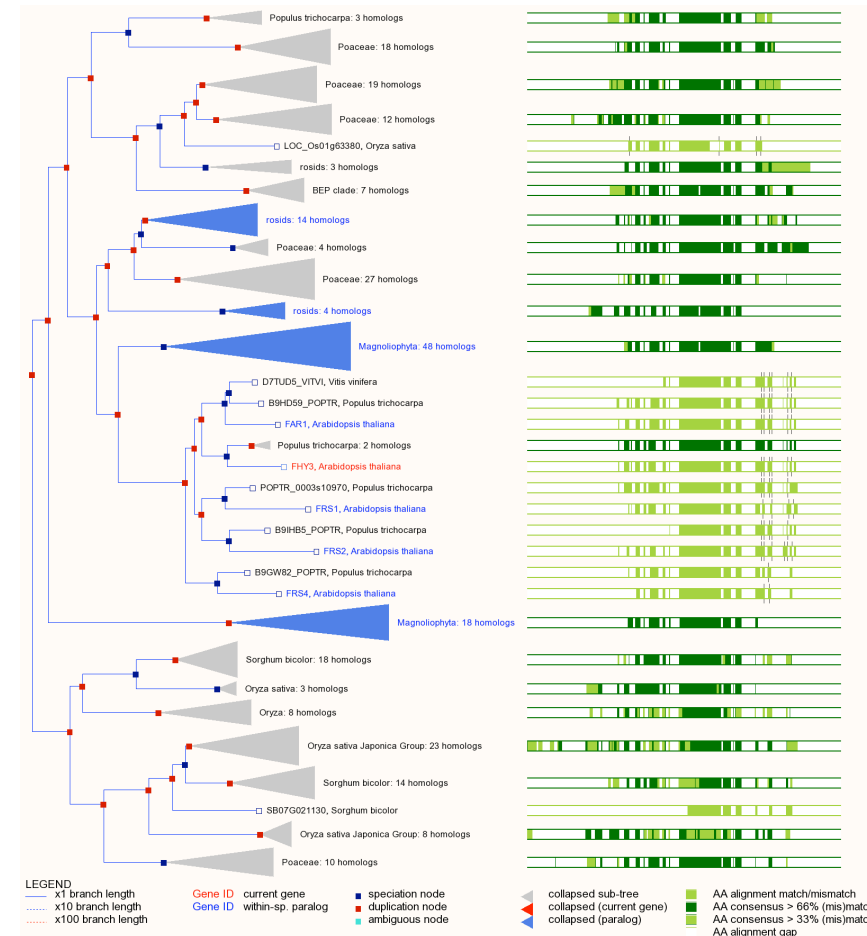 Populus trichocarpa: 3 homologs
Poaceae: 18 homologs
Poaceae: 19 homologs
Poaceae: 12 homologs
LOC_Os01g63380, Oryza sativa
rosids: 3 homologs
BEP clade: 7 homologs
rosids: 14 homologs
Poaceae: 4 homologs
Poaceae: 27 homologs
rosids: 4 homologs
Magnoliophyta: 48 homologs
D7TUD5_VITVI, Vitis vinifera
B9HD59_POPTR, Populus trichocarpa
FAR1, Arabidopsis thaliana
Populus trichocarpa: 2 homologs
FHY3, Arabidopsis thaliana
POPTR_0003s10970, Populus trichocarpa
FRS1, Arabidopsis thaliana
B9IHB5_POPTR, Populus trichocarpa
FRS2, Arabidopsis thaliana
B9GW82_POPTR, Populus trichocarpa
FRS4, Arabidopsis thaliana
Magnoliophyta: 18 homologs
Sorghum bicolor: 18 homologs
Oryza sativa: 3 homologs
Oryza: 8 homologs
Oryza sativa Japonica Group: 23 homologs
Sorghum bicolor: 14 homologs
SB07G021130, Sorghum bicolor
Oryza sativa Japonica Group: 8 homologs
Poaceae: 10 homologs
LEGEND
x1 branch length
x10 branch length
x100 branch length
Gene ID current gene
Gene ID within-sp. paralog
speciation node
duplication node
ambiguous node
collapsed sub-tree
collapsed (current gene)
collapsed (paralog)
AA alignment match/mismatch
AA consensus > 66% (mis)matc
AA consensus > 33% (mis)matc
AA alignment gap